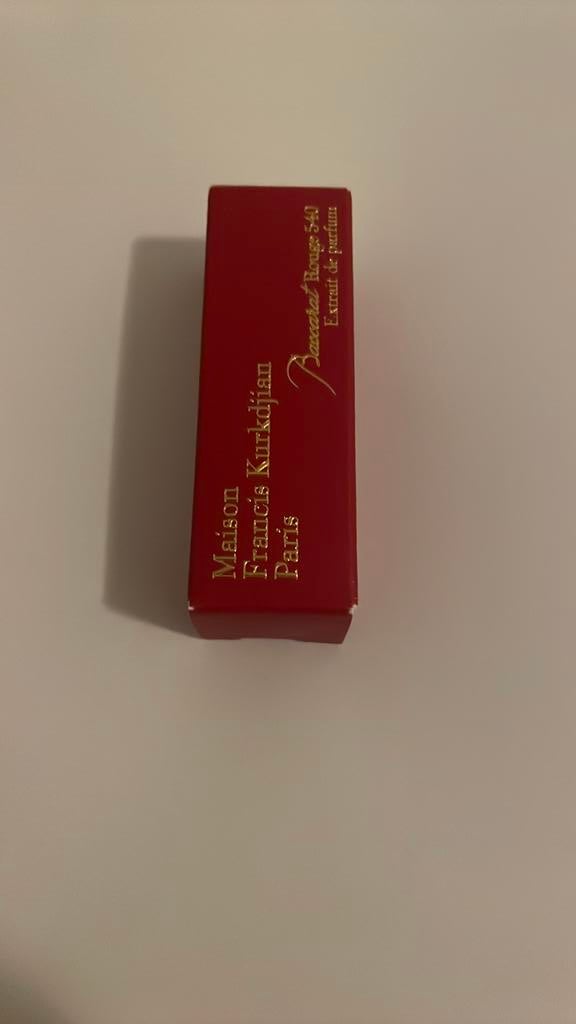 Maison
Francis Kurkdjian
Paris
Baccarat Rouge 540
Extrait de parfum